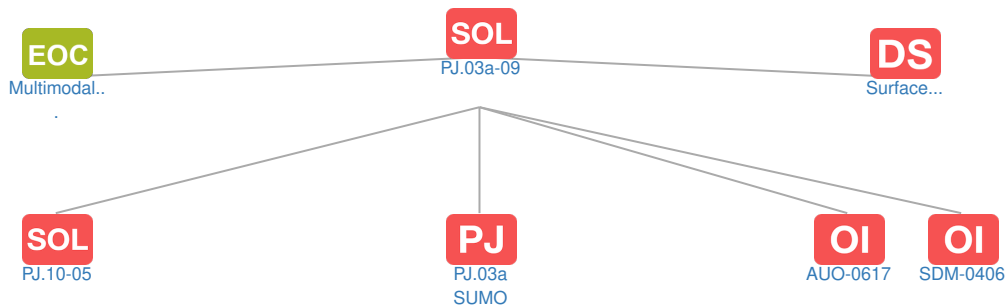 EOC
Multimodal..
.
SOL
PJ.03a-09
DS
Surface...
SOL
PJ.10-05
PJ
PJ.03a
SUMO
OI
AUO-0617
OI
SDM-0406